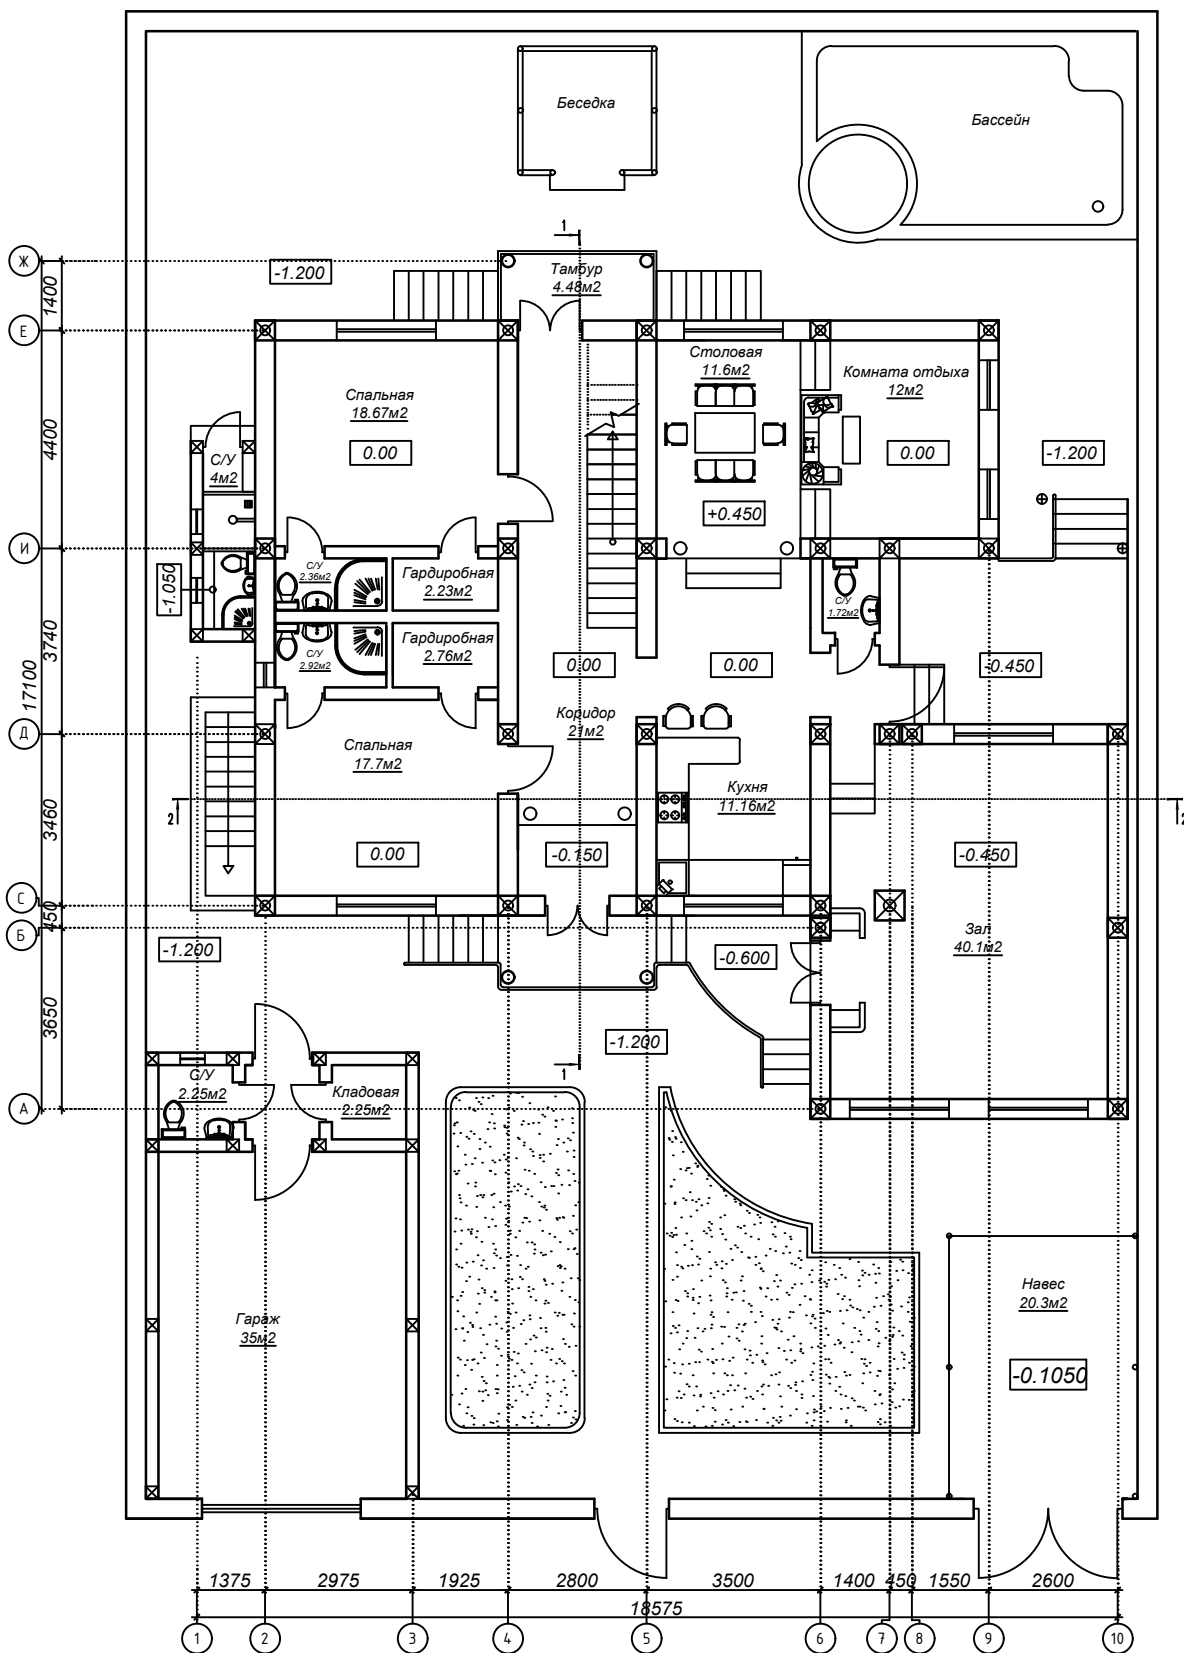 Беседка
Бассейн
1
Ж
-1.200
Тамбур
4.48м2
1400
Е
Спальная
18.67м2
0.00
Столовая
11.6м2
Комната отдыха
12м2
0.00
-1.200
+0.450
4400
С/У
4м2
И
-1.050
С/У
2.36м2
Гардиробная
2.23м2
С/У
1.72м2
С/У
2.92м2
Гардиробная
2.76м2
3740
17100
0.00
0.00
-0.450
Коридор
21м2
Д
Спальная
17.7м2
Кухня
11.16м2
2
2
3460
0.00
-0.150
-0.450
С
450
Б
-1.200
-0.600
Зал
40.1м2
3650
-1.200
1
С/У
2.25м2
Кладовая
2.25м2
А
Навес
20.3м2
Гараж
35м2
-0.1050
1375
2975
1925
2800
3500
1400
450
1550
2600
18575
1
2
3
4
5
6
7
8
9
10